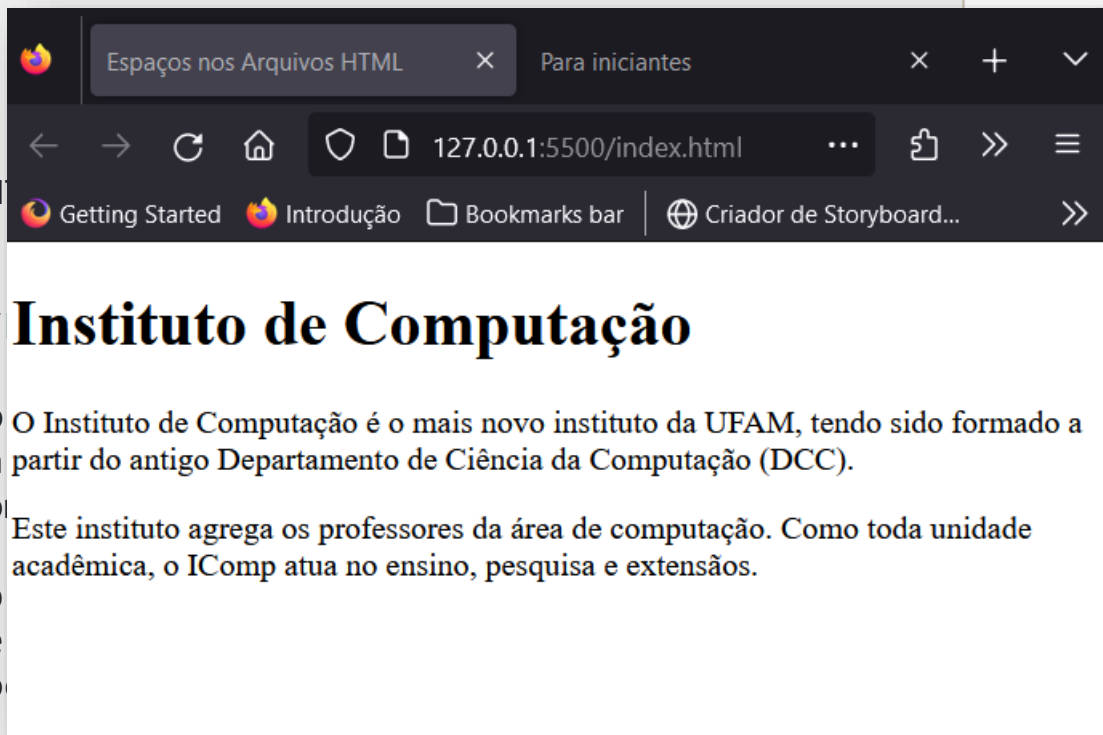 Espaços nos Arquivos HTML
Para iniciantes
127.0.0.1:5500/index.html
Getting Started
Introdução
Bookmarks bar
Criador de Storyboard...
Instituto de Computação
O Instituto de Computação é o mais novo instituto da UFAM, tendo sido formado a
partir do antigo Departamento de Ciência da Computação (DCC).
Este instituto agrega os professores da área de computação. Como toda unidade
acadêmica, o IComp atua no ensino, pesquisa e extensãos.